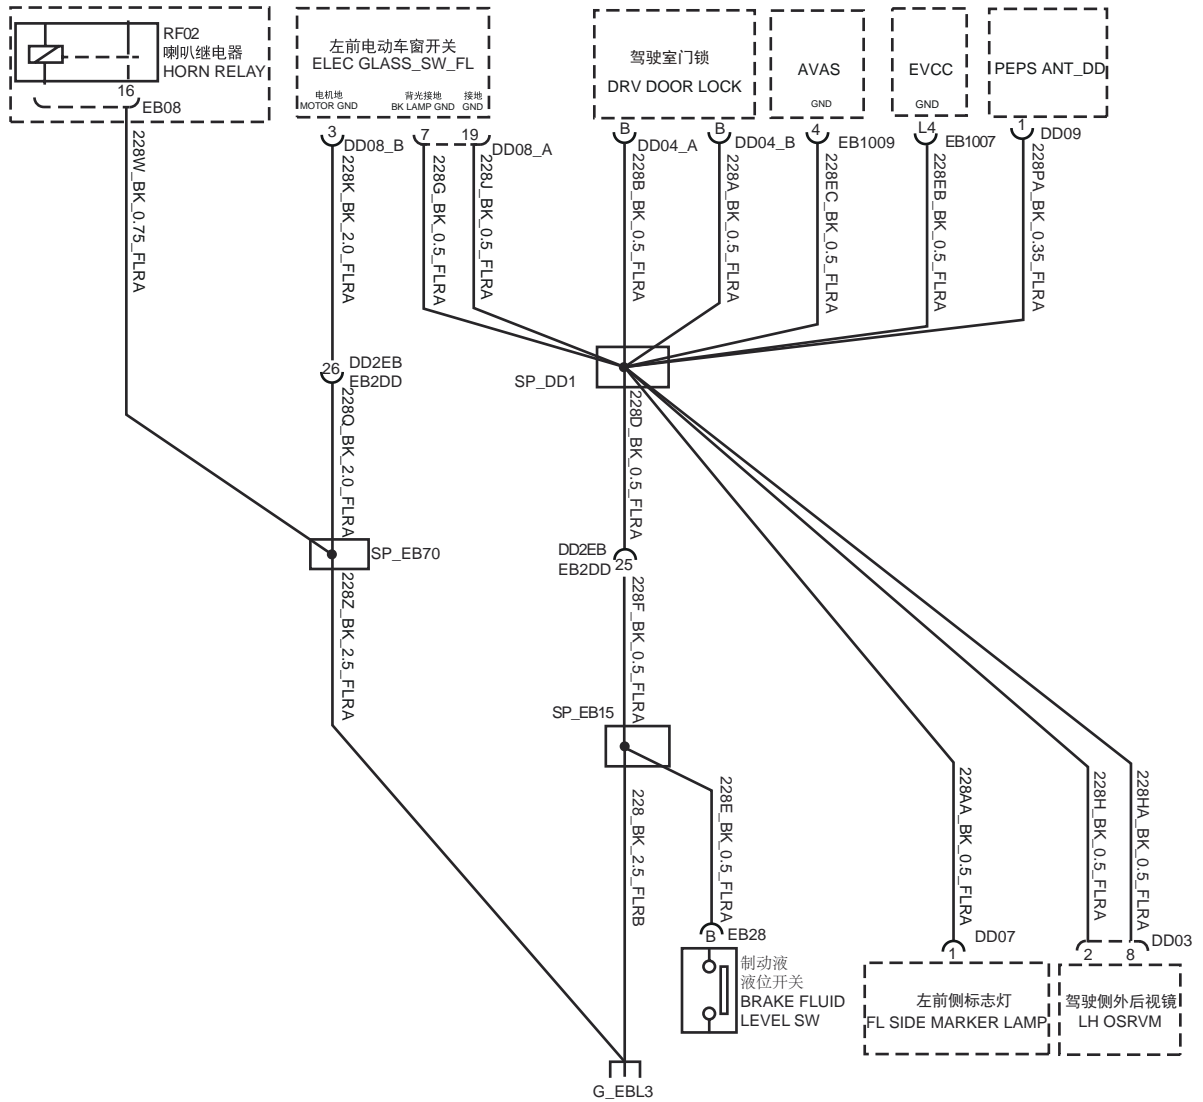 RF02
喇叭继电器
HORN RELAY
16
EB08
左前电动车窗开关
ELEC GLASS_SW_FL
电机地
MOTOR GND
背光接地
BK LAMP GND
接地
GND
驾驶室门锁
DRV DOOR LOCK
AVAS
GND
EVCC
GND
PEPS ANT_DD
3
DD08_B
7
19
DD08_A
B
DD04_A
B
DD04_B
4
EB1009
L4
EB1007
1
DD09
228W_BK_0.75_FLRA
228K_BK_2.0_FLRA
228G_BK_0.5_FLRA
228J_BK_0.5_FLRA
228B_BK_0.5_FLRA
228A_BK_0.5_FLRA
228EC_BK_0.5_FLRA
228EB_BK_0.5_FLRA
228PA_BK_0.35_FLRA
26
DD2EB
EB2DD
SP_DD1
228Q_BK_2.0_FLRA
228D_BK_0.5_FLRA
SP_EB70
DD2EB
EB2DD
25
228Z_BK_2.5_FLRA
228F_BK_0.5_FLRA
SP_EB15
228_BK_2.5_FLRB
228E_BK_0.5_FLRA
228AA_BK_0.5_FLRA
228H_BK_0.5_FLRA
228HA_BK_0.5_FLRA
B
EB28
制动液
液位开关
BRAKE FLUID
LEVEL SW
1
DD07
左前侧标志灯
FL SIDE MARKER LAMP
2
8
DD03
驾驶侧外后视镜
LH OSRVM
G_EBL3